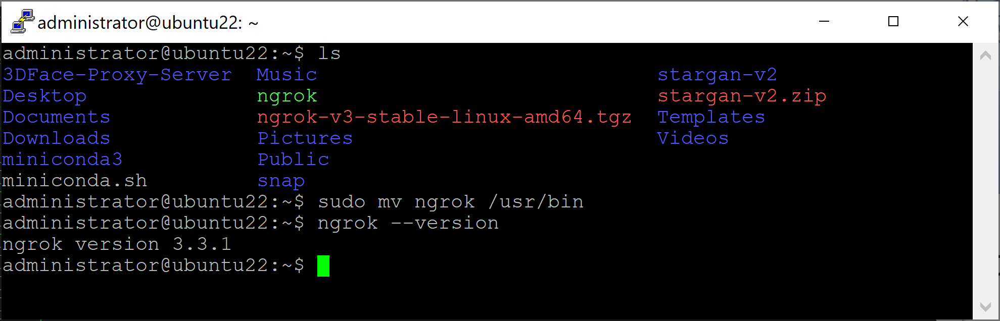 administrator@ubuntu22: ~
administrator@ubuntu22:~$ ls
3DFace-Proxy-Server  Music                           stargan-v2
Desktop              ngrok                           stargan-v2.zip
Documents            ngrok-v3-stable-linux-amd64.tgz  Templates
Downloads            Pictures                        Videos
miniconda3           Public
miniconda.sh         snap
administrator@ubuntu22:~$ sudo mv ngrok /usr/bin
administrator@ubuntu22:~$ ngrok --version
ngrok version 3.3.1
administrator@ubuntu22:~$